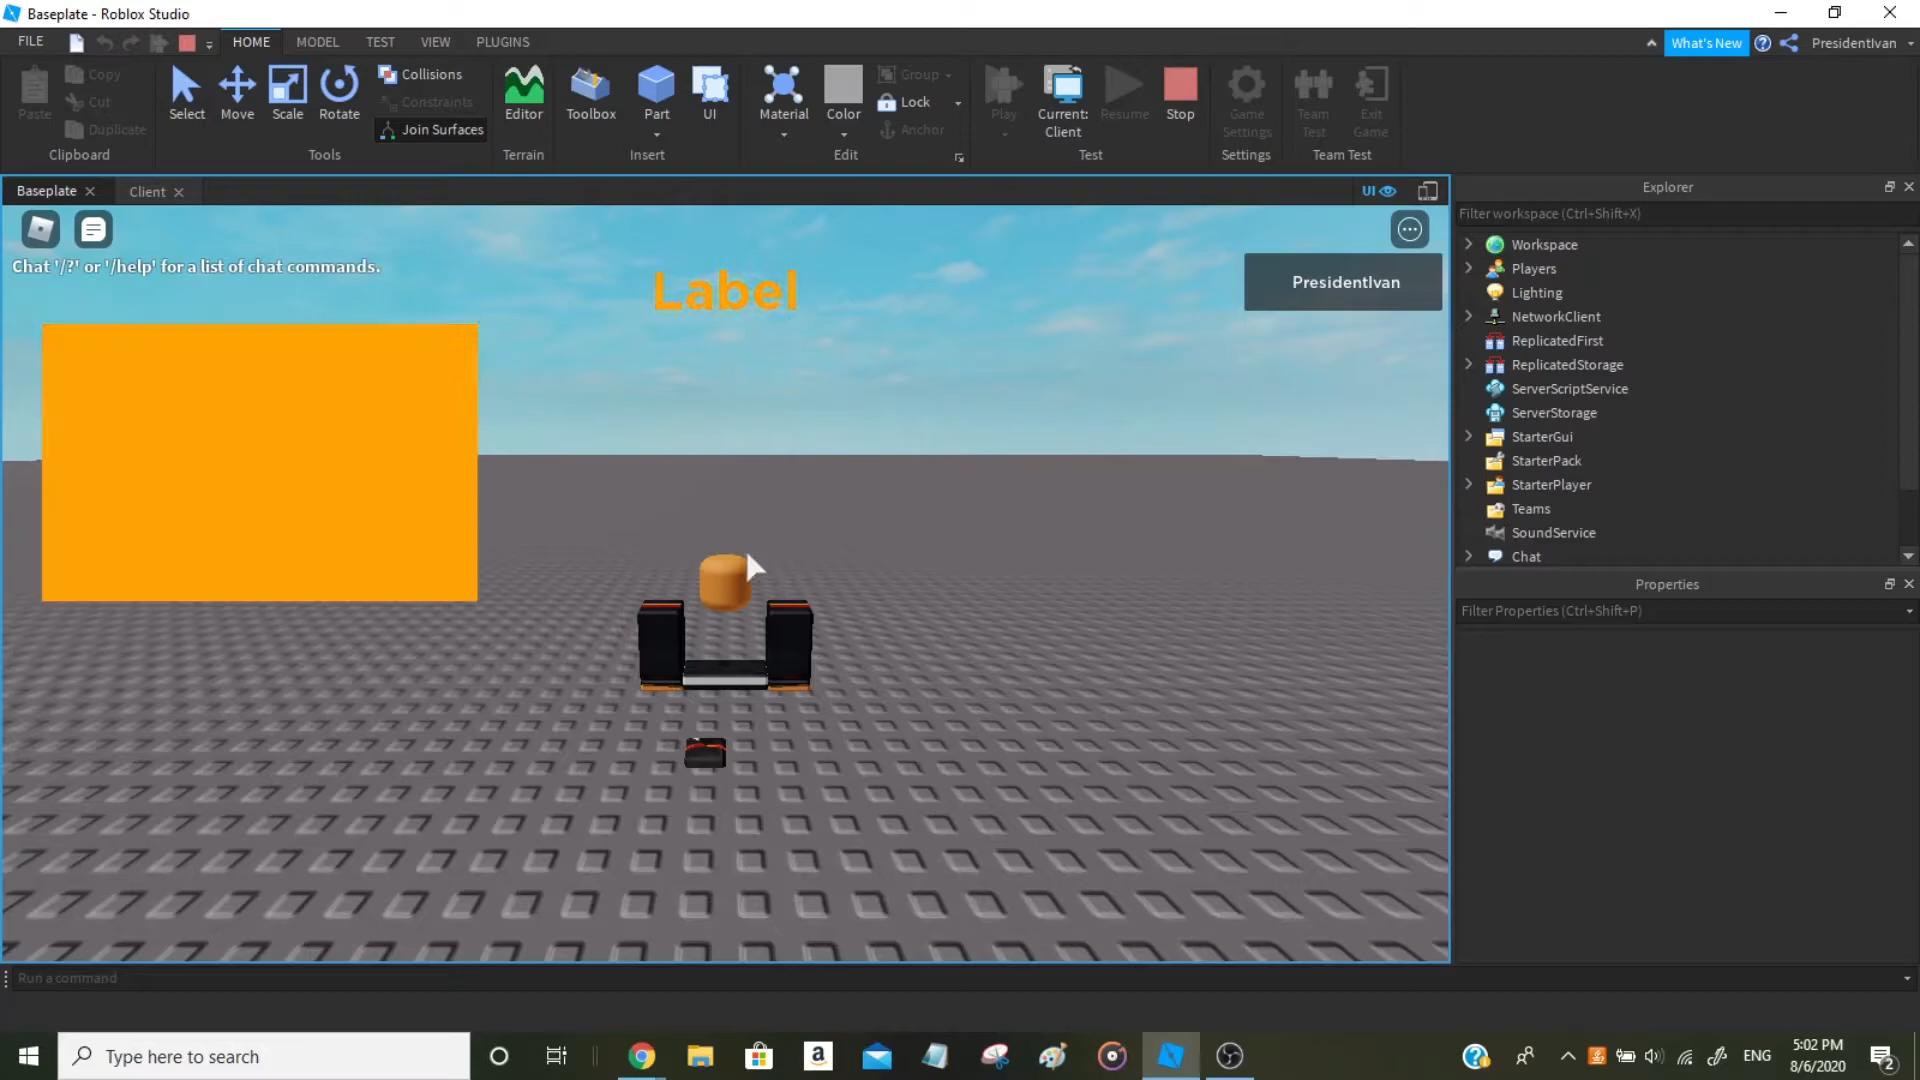 Baseplate - Roblox Studio
FILE HOME MODEL TEST VIEW PLUGINS What's New PresidentIvan
Paste Copy Cut Duplicate Clipboard
Select Move Scale Rotate Collisions Constraints Join Surfaces Tools
Editor Terrain
Toolbox Part UI Insert
Material Color Group Lock Anchor Edit
Play Current: Client Resume Stop Test
Game Settings Settings
Team Test Exit Game Team Test
Baseplate Client UI
Explorer
Filter workspace (Ctrl+Shift+X)
Chat '/?' or '/help' for a list of chat commands.
Label
PresidentIvan
Workspace
Players
Lighting
NetworkClient
ReplicatedFirst
ReplicatedStorage
ServerScriptService
ServerStorage
StarterGui
StarterPack
StarterPlayer
Teams
SoundService
Chat
Properties
Filter Properties (Ctrl+Shift+P)
Run a command
Type here to search
ENG
5:02 PM
8/6/2020
2